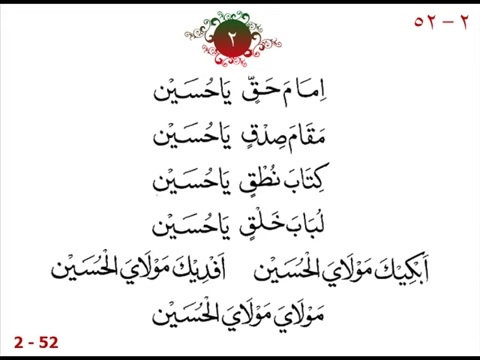 ٢ – ٥٢
٢
اِمَامَ حَقٍّ يَاحُسَيْن
مَقَامَ صِدْقٍ يَاحُسَيْن
كِتَابَ نُطْقٍ يَاحُسَيْن
لُبَابَ خَلْقٍ يَاحُسَيْن
اَبْكِيْكَ مَوْلَايَ الْحُسَيْن اَفْدِيْكَ مَوْلَايَ الْحُسَيْن
مَوْلَايَ مَوْلَايَ الْحُسَيْن
2 - 52